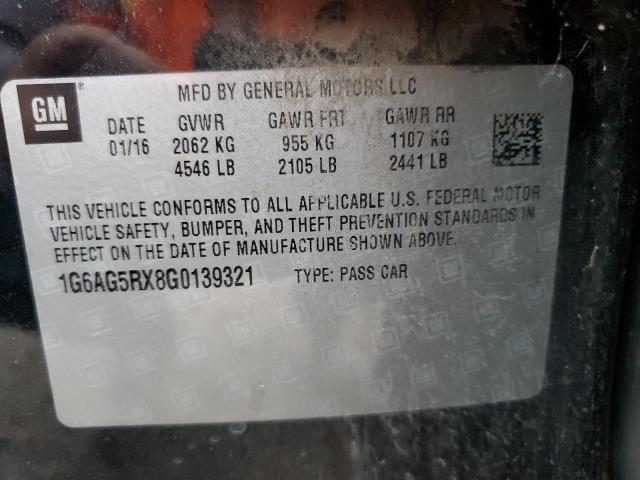 GM ®
MFD BY GENERAL MOTORS LLC
DATE GVWR GAWR FRT GAWR RR
01/16 2062 KG 955 KG 1107 KG
4546 LB 2105 LB 2441 LB
THIS VEHICLE CONFORMS TO ALL APPLICABLE U.S. FEDERAL MOTOR
VEHICLE SAFETY, BUMPER, AND THEFT PREVENTION STANDARDS IN
EFFECT ON THE DATE OF MANUFACTURE SHOWN ABOVE.
1G6AG5RX8G0139321 TYPE: PASS CAR